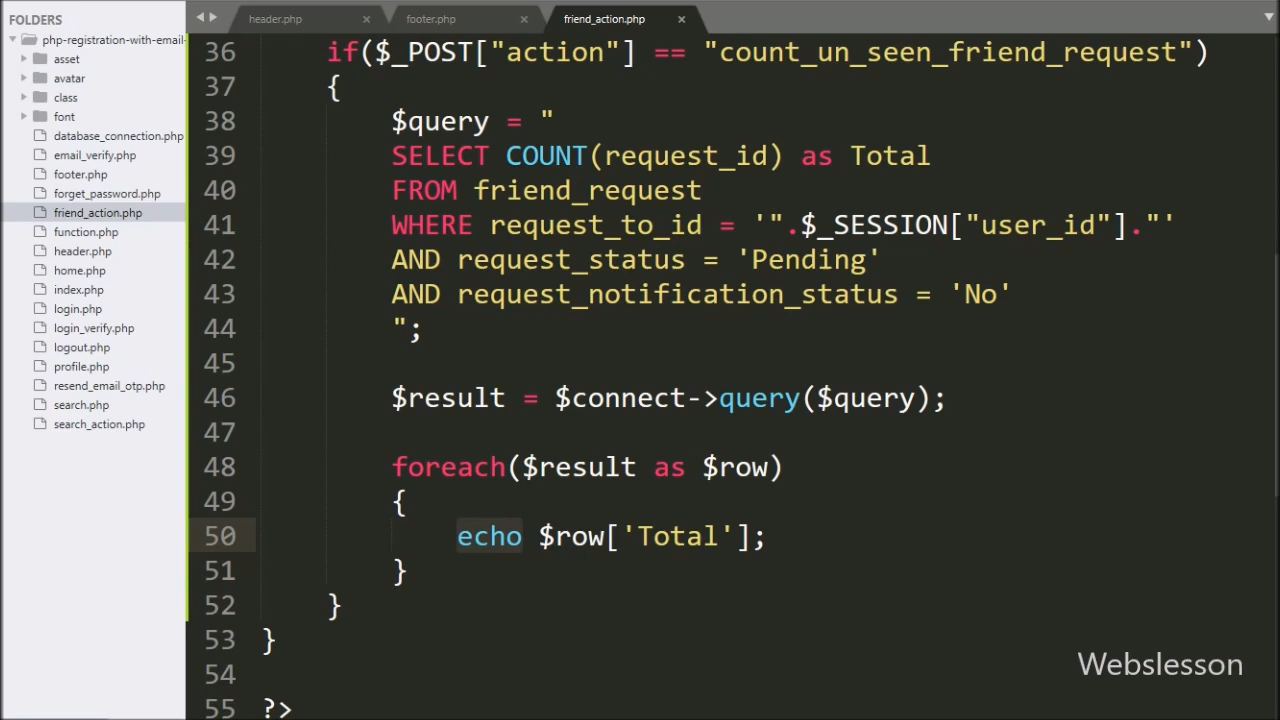 FOLDERS
php-registration-with-email-
asset
avatar
class
font
database_connection.php
email_verify.php
footer.php
forget_password.php
friend_action.php
function.php
header.php
home.php
index.php
login.php
login_verify.php
logout.php
profile.php
resend_email_otp.php
search.php
search_action.php
header.php × footer.php × friend_action.php ×
36 if($_POST["action"] == "count_un_seen_friend_request")
37 {
38 $query = "
39 SELECT COUNT(request_id) as Total
40 FROM friend_request
41 WHERE request_to_id = '".$_SESSION["user_id"]."'
42 AND request_status = 'Pending'
43 AND request_notification_status = 'No'
44 ";
45
46 $result = $connect->query($query);
47
48 foreach($result as $row)
49 {
50 echo $row['Total'];
51 }
52 }
53 }
54
55 ?>
Webslesson